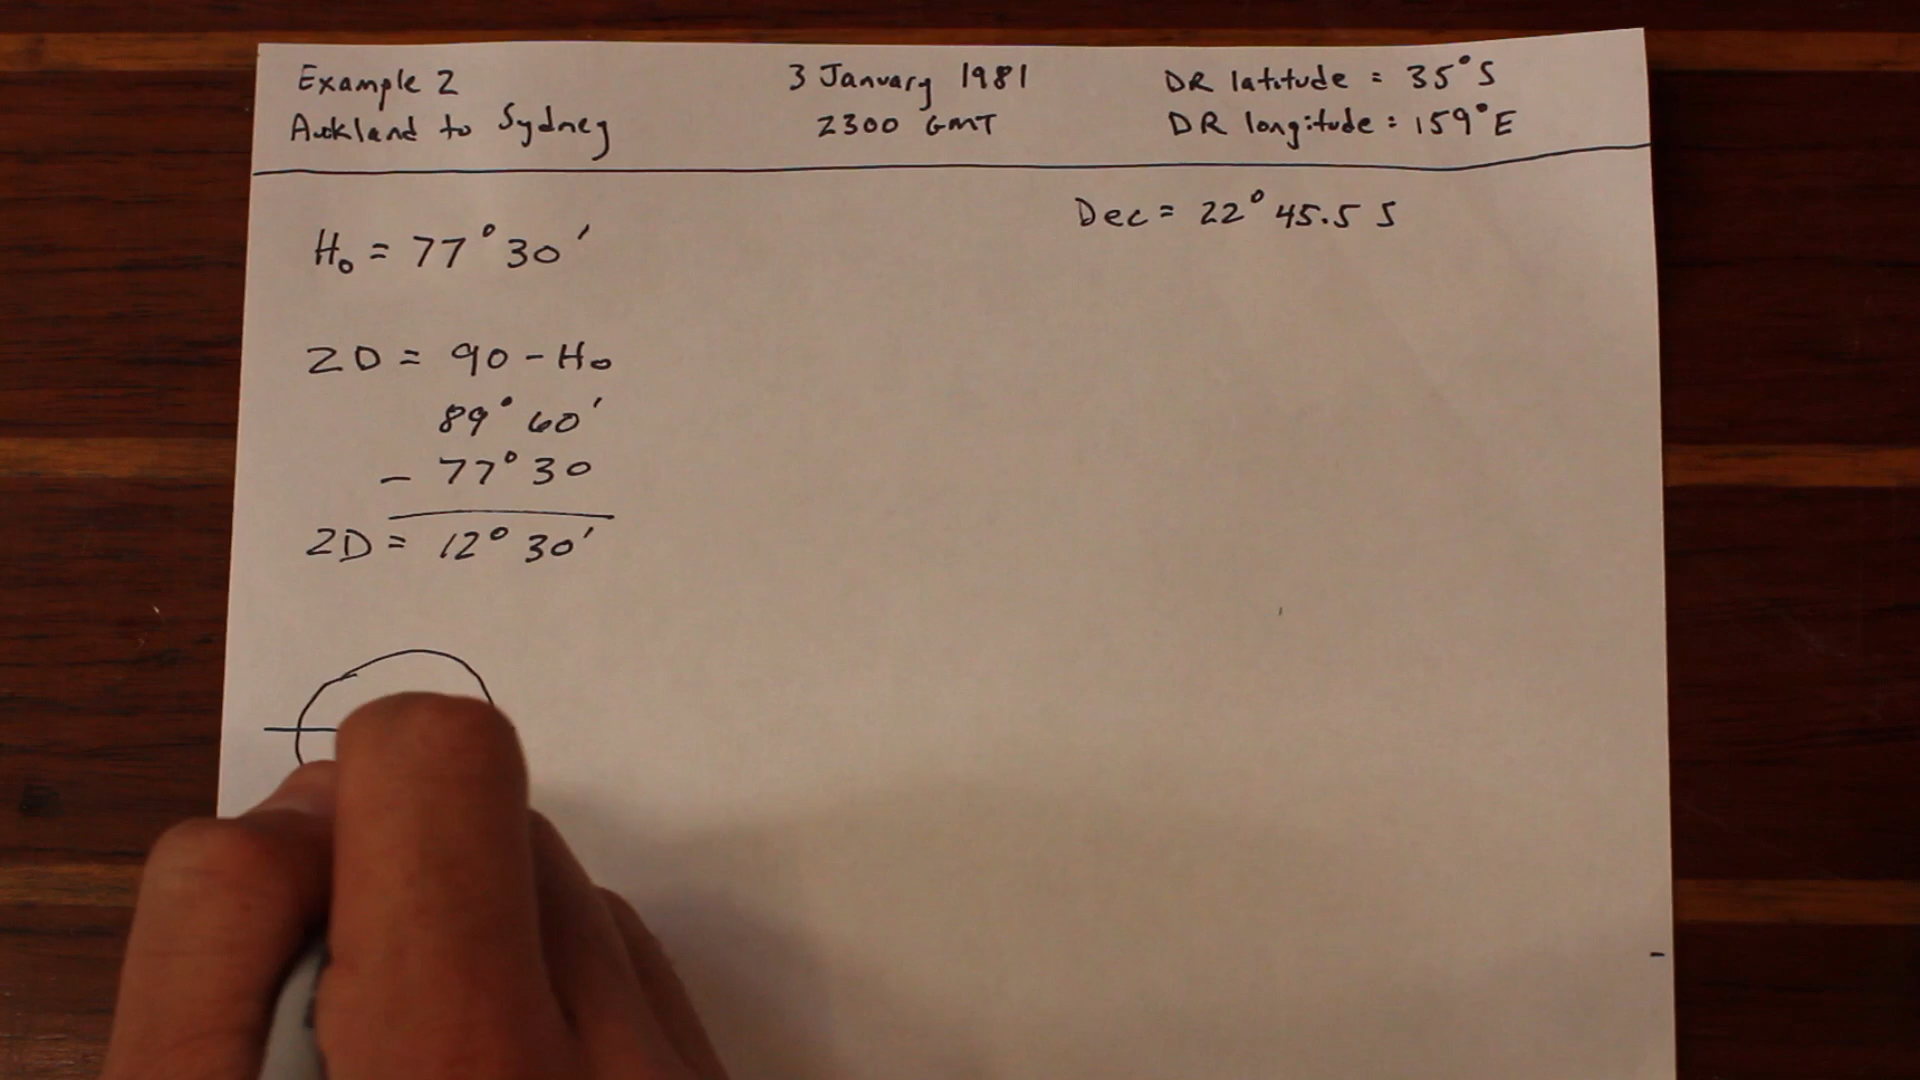 Example 2
Auckland to Sydney
3 January 1981
2300 GMT
DR latitude = 35° S
DR longitude = 159° E
Dec = 22° 45.5 S
Ho = 77° 30'
ZD = 90 - Ho
89° 60'
- 77° 30
ZD = 12° 30'